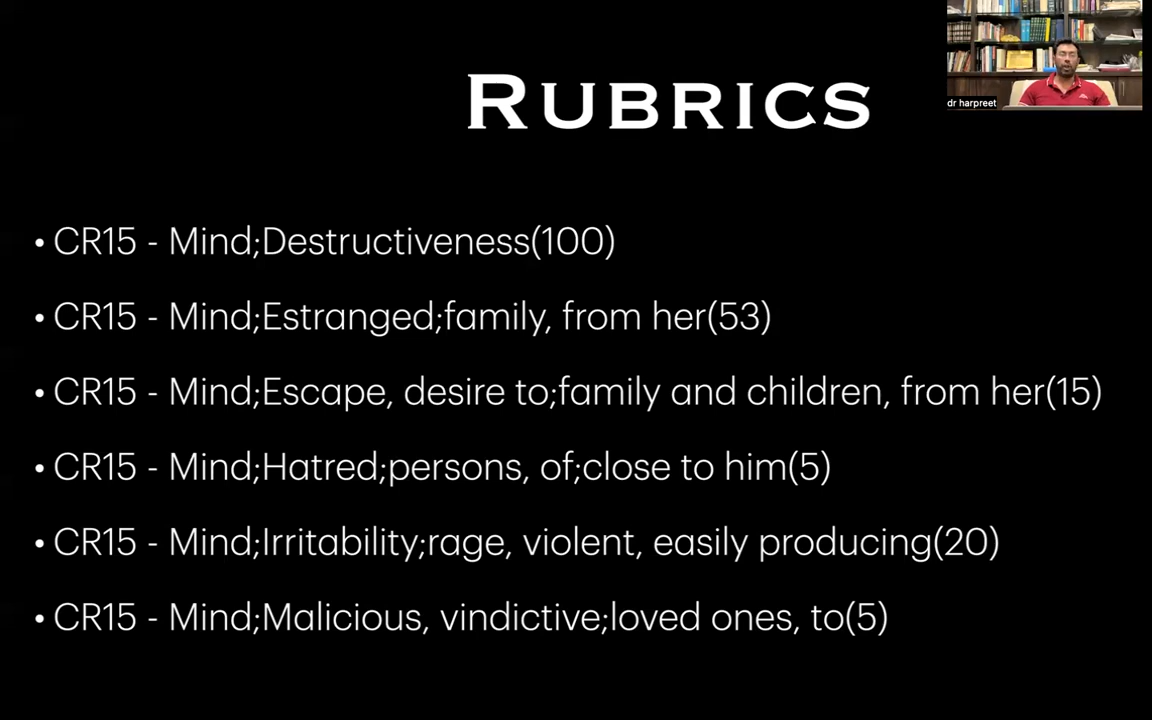 RUBRICS
dr harpreet
• CR15 - Mind;Destructiveness(100)
• CR15 - Mind;Estranged;family, from her(53)
• CR15 - Mind;Escape, desire to;family and children, from her(15)
• CR15 - Mind;Hatred;persons, of;close to him(5)
• CR15 - Mind;Irritability;rage, violent, easily producing(20)
• CR15 - Mind;Malicious, vindictive;loved ones, to(5)